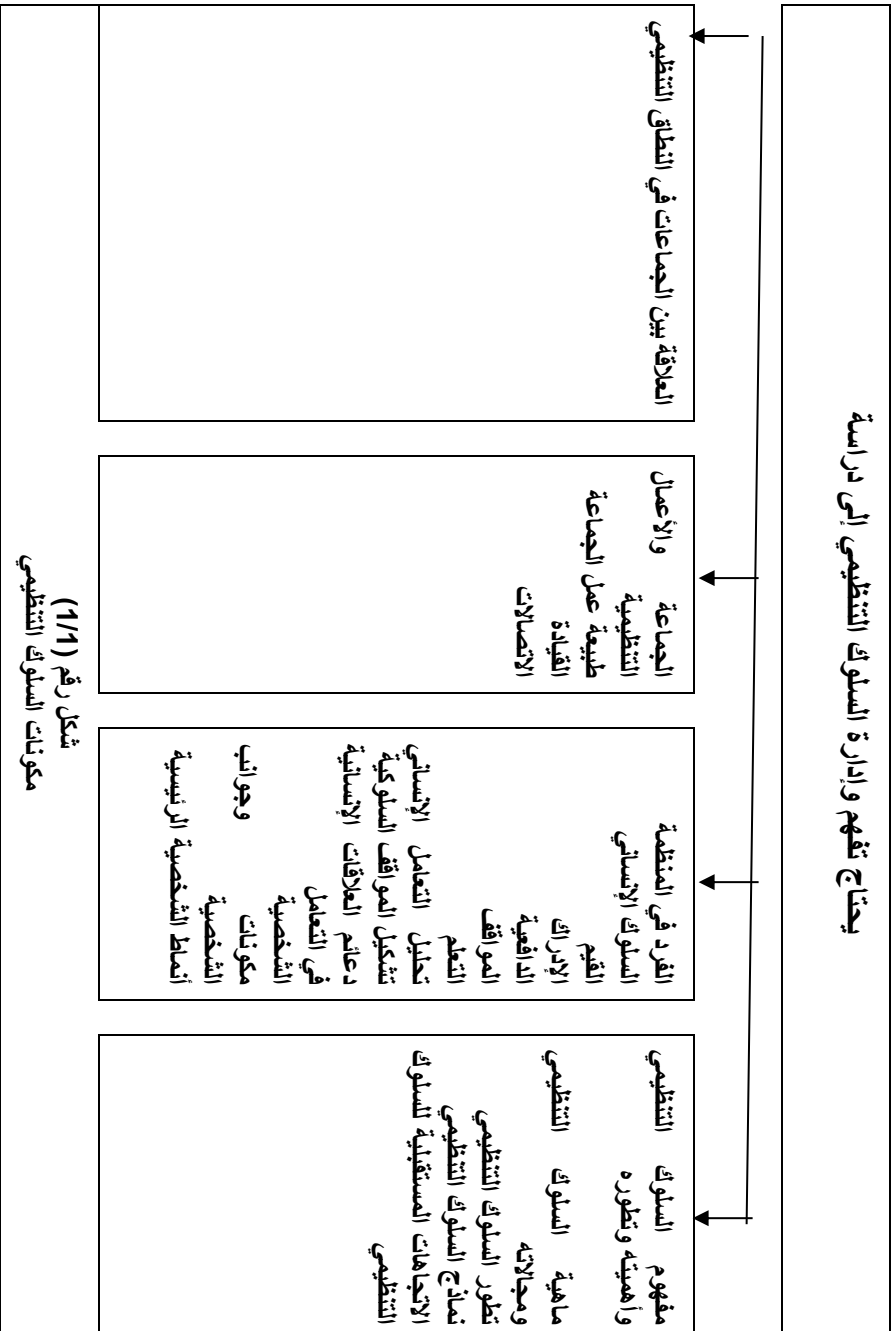 يحتاج تفهم وإدارة السلوك التنظيمي إلى دراسة
مفهوم السلوك التنظيمي
وأهميته وتطوره
ماهية السلوك التنظيمي
ومجالاته
تطور السلوك التنظيمي
نماذج السلوك التنظيمي
الاتجاهات المستقبلية للسلوك
التنظيمي
الفرد في المنظمة
السلوك الإنساني
القيم
الإدراك
الدافعية
المواقف
التعلم
تحليل التعامل الإنساني
تشكيل المواقف السلوكية
دعائم العلاقات الإنسانية
في التعامل
الشخصية
مكونات وجوانب
الشخصية
أنماط الشخصية الرئيسية
الجماعة والأعمال
التنظيمية
طبيعة عمل الجماعة
القيادة
الاتصالات
العلاقة بين الجماعات في النطاق التنظيمي
شكل رقم (1/1)
مكونات السلوك التنظيمي